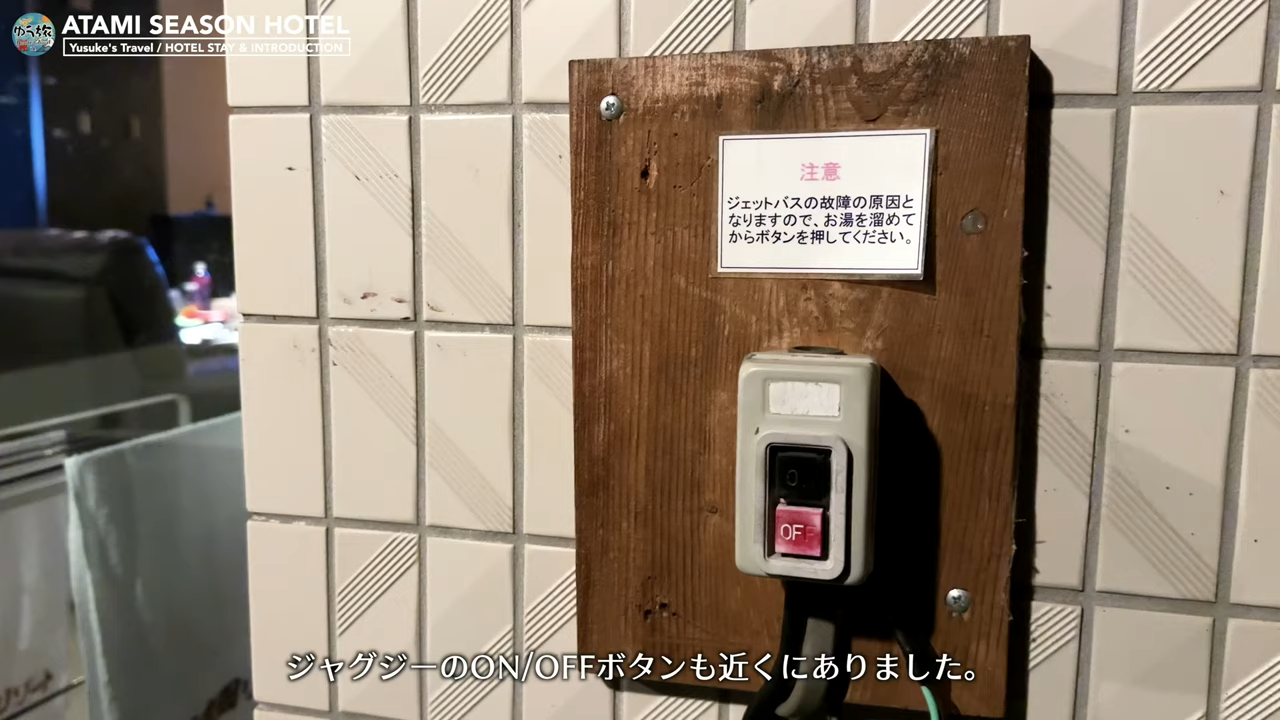 ゆう旅
ATAMI SEASON HOTEL
Yusuke's Travel / HOTEL STAY & INTRODUCTION
注意
ジェットバスの故障の原因と
なりますので、お湯を溜めて
からボタンを押してください。
OFF
ジャグジーのON/OFFボタンも近くにありました。